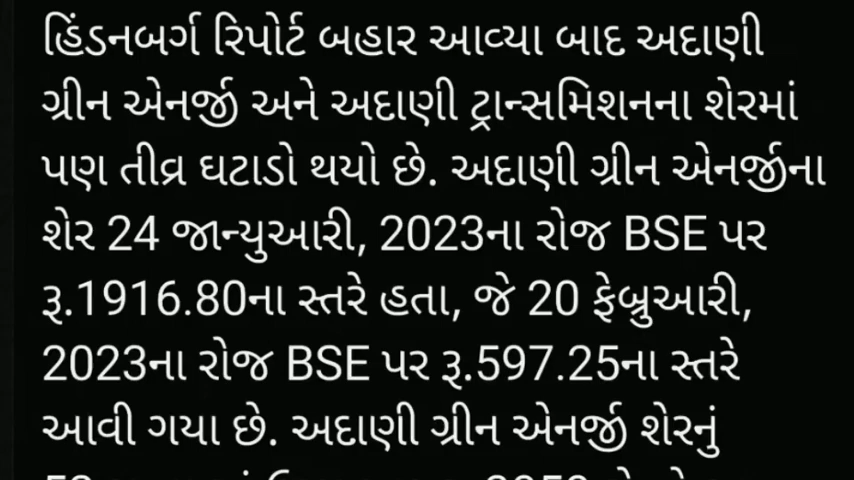 હિંડનબર્ગ રિપોર્ટ બહાર આવ્યા બાદ અદાણી
ગ્રીન એનર્જી અને અદાણી ટ્રાન્સમિશનના શેરમાં
પણ તીવ્ર ઘટાડો થયો છે. અદાણી ગ્રીન એનર્જીના
શેર 24 જાન્યુઆરી, 2023ના રોજ BSE પર
રૂ.1916.80ના સ્તરે હતા, જે 20 ફેબ્રુઆરી,
2023ના રોજ BSE પર રૂ.597.25ના સ્તરે
આવી ગયા છે. અદાણી ગ્રીન એનર્જી શેરનું